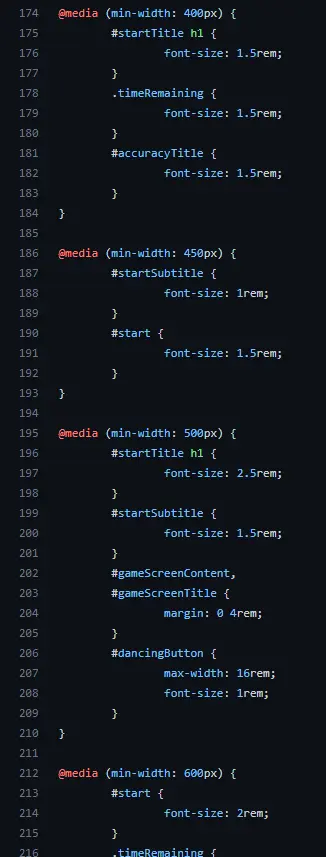 174 @media (min-width: 400px) {
175 #startTitle h1 {
176 font-size: 1.5rem;
177 }
178 .timeRemaining {
179 font-size: 1.5rem;
180 }
181 #accuracyTitle {
182 font-size: 1.5rem;
183 }
184 }
185
186 @media (min-width: 450px) {
187 #startSubtitle {
188 font-size: 1rem;
189 }
190 #start {
191 font-size: 1.5rem;
192 }
193 }
194
195 @media (min-width: 500px) {
196 #startTitle h1 {
197 font-size: 2.5rem;
198 }
199 #startSubtitle {
200 font-size: 1.5rem;
201 }
202 #gameScreenContent,
203 #gameScreenTitle {
204 margin: 0 4rem;
205 }
206 #dancingButton {
207 max-width: 16rem;
208 font-size: 1rem;
209 }
210 }
211
212 @media (min-width: 600px) {
213 #start {
214 font-size: 2rem;
215 }
216 .timeRemaining {